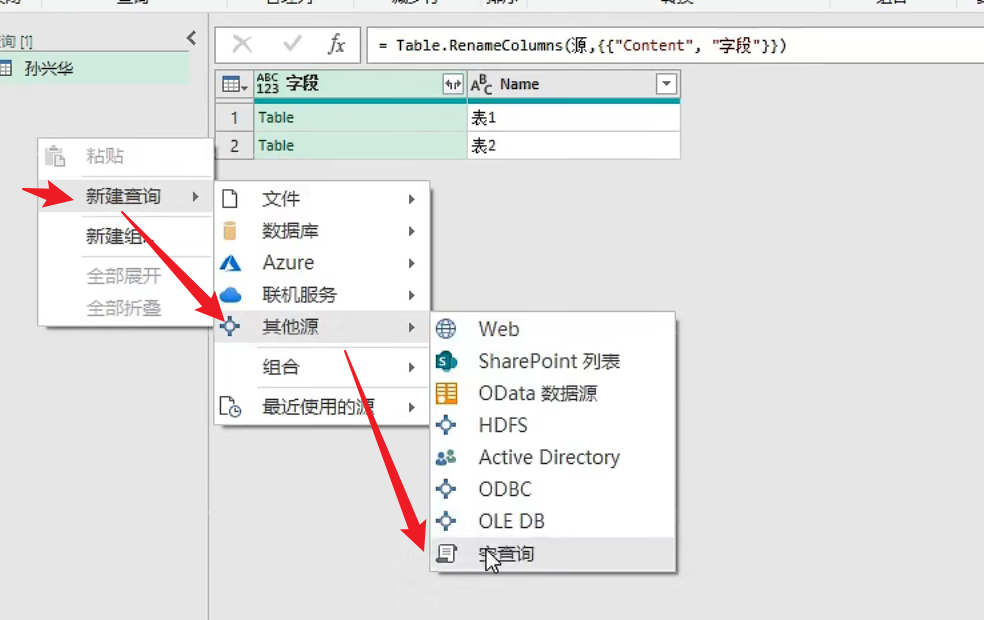 询 [1]
孙兴华
fx
= Table.RenameColumns(源,{{"Content", "字段"}})
ABC 123 字段
ABC Name
1 Table 表1
2 Table 表2
粘贴
新建查询
新建组...
全部展开
全部折叠
文件
数据库
Azure
联机服务
其他源
组合
最近使用的源
Web
SharePoint 列表
OData 数据源
HDFS
Active Directory
ODBC
OLE DB
空查询